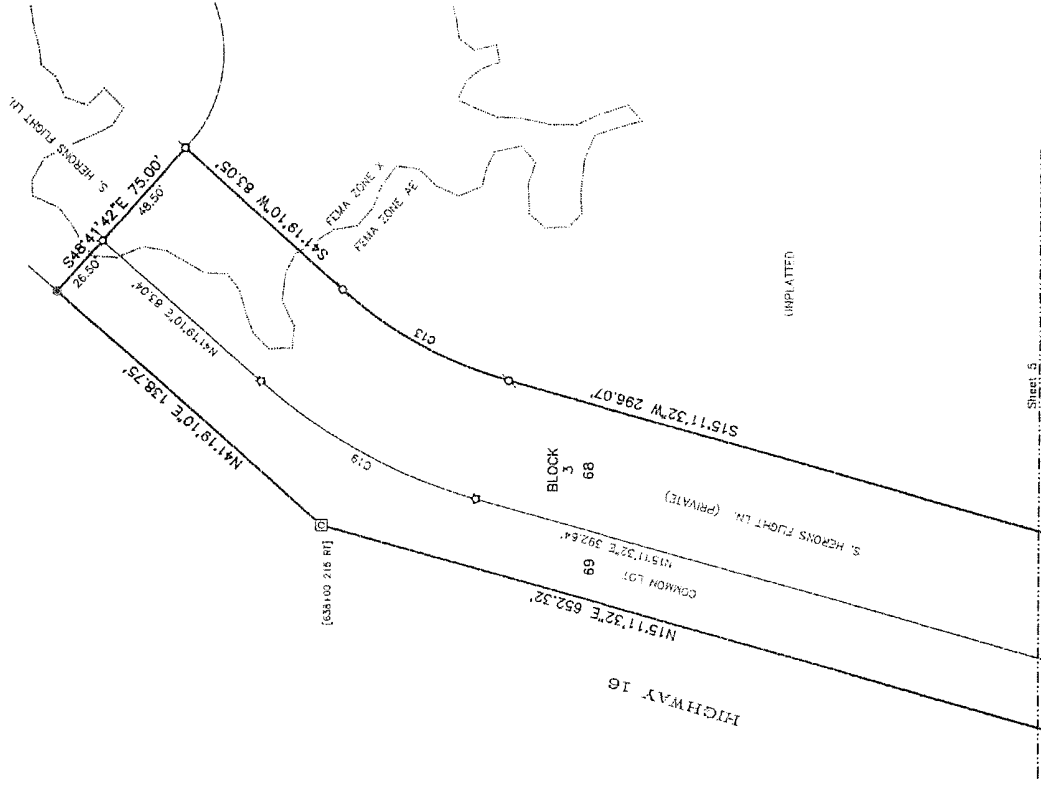 S. HERONS FLIGHT LN.
S48°41'42"E 75.00'
26.50'
48.50'
S41°19'10"W 83.05'
FEMA ZONE X
FEMA ZONE AE
N41°19'10"E 83.04'
N41°19'10"E 138.75'
C13
C19
UNPLATTED
S15°11'32"W 296.07'
BLOCK
3
68
S. HERONS FLIGHT LN. (PRIVATE)
[638+00 215 RT]
N15°11'32"E 392.64'
69
COMMON LOT
N15°11'32"E 652.32'
HIGHWAY 16
Sheet 5